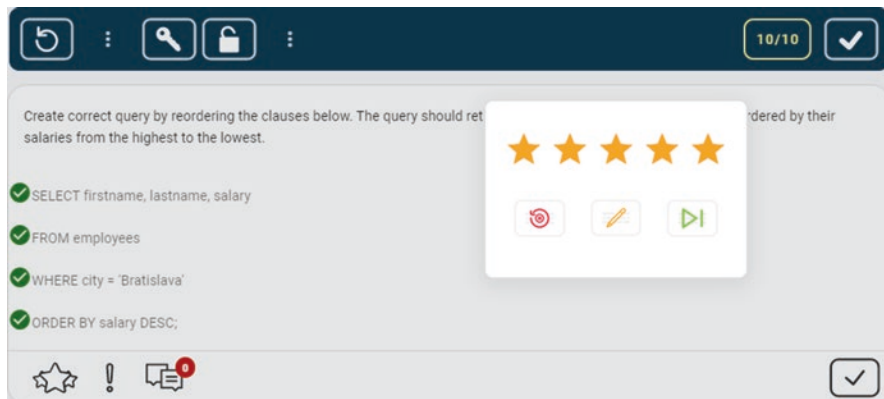 10/10
Create correct query by reordering the clauses below. The query should ret rdered by their
salaries from the highest to the lowest.
SELECT firstname, lastname, salary
FROM employees
WHERE city = 'Bratislava'
ORDER BY salary DESC;
0